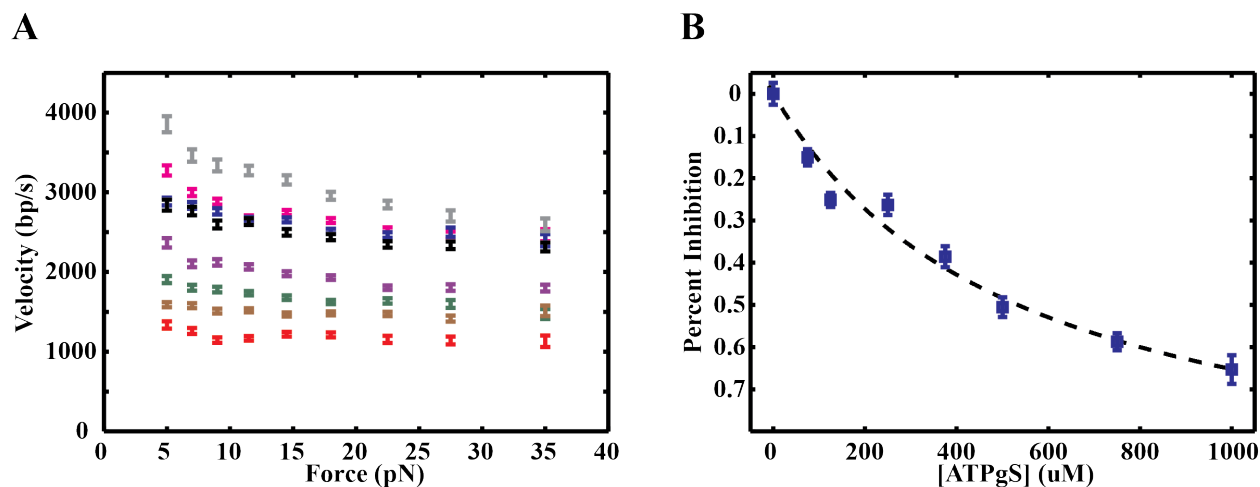 A
Velocity (bp/s)
4000
3000
2000
1000
0
0 5 10 15 20 25 30 35 40
Force (pN)
B
Percent Inhibition
0
0.1
0.2
0.3
0.4
0.5
0.6
0.7
0 200 400 600 800 1000
[ATPgS] (uM)